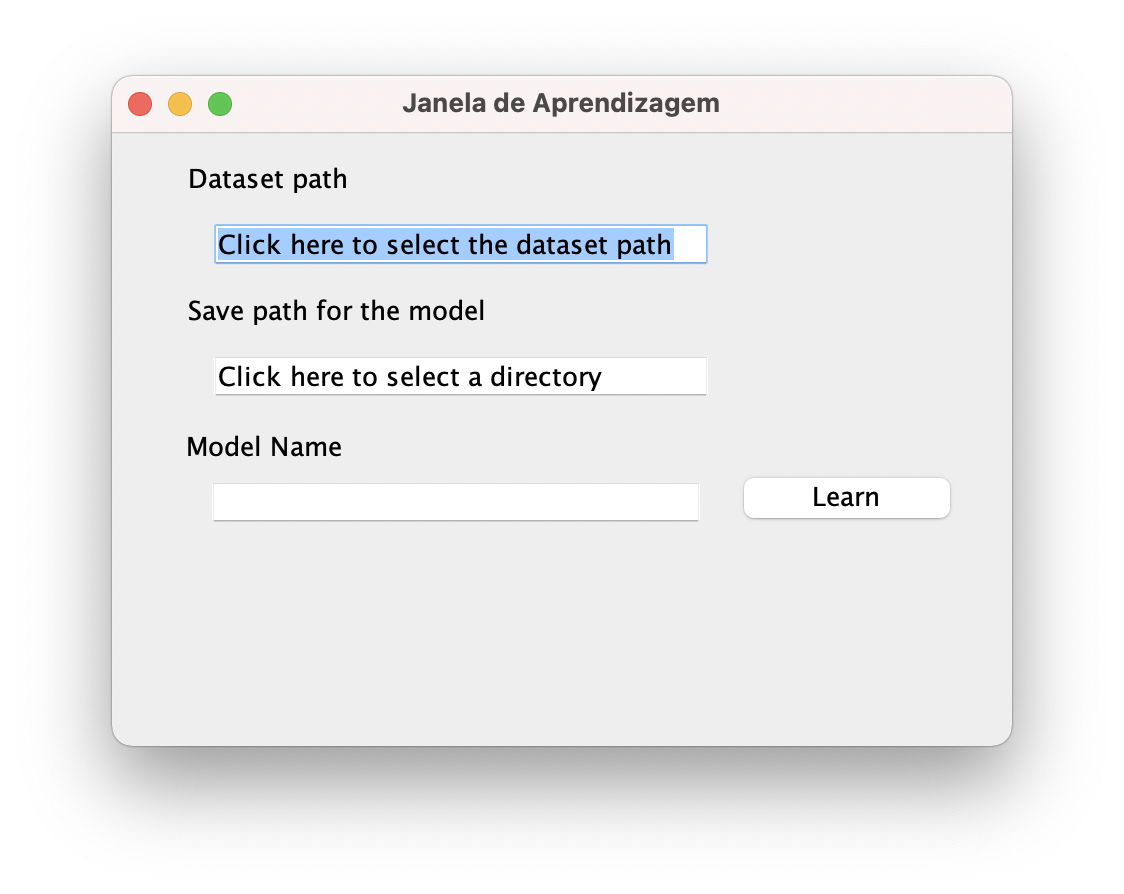 Janela de Aprendizagem
Dataset path
Click here to select the dataset path
Save path for the model
Click here to select a directory
Model Name
Learn